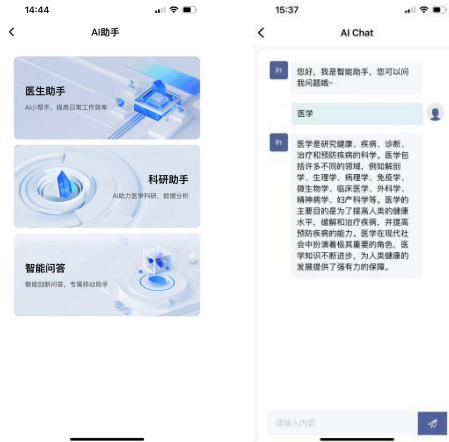 14:44
AI助手
医生助手
AI小帮手，提高日常工作效率
科研助手
AI助力医学科研、数据分析
智能问答
智能创新问答，专属移动助手
15:37
AI Chat
In
您好，我是智能助手，您可以问
我问题哦~
医学
In
医学是研究健康、疾病、诊断、
治疗和预防疾病的科学。医学包
括许多不同的领域，例如解剖
学、生理学、病理学、免疫学、
微生物学、临床医学、外科学、
精神病学、妇产科学等。医学的
主要目的是为了提高人类的健康
水平，缓解和治疗疾病，并提高
预防疾病的能力。医学在现代社
会中扮演着极其重要的角色，医
学知识不断进步，为人类健康的
发展提供了强有力的保障。
请输入内容